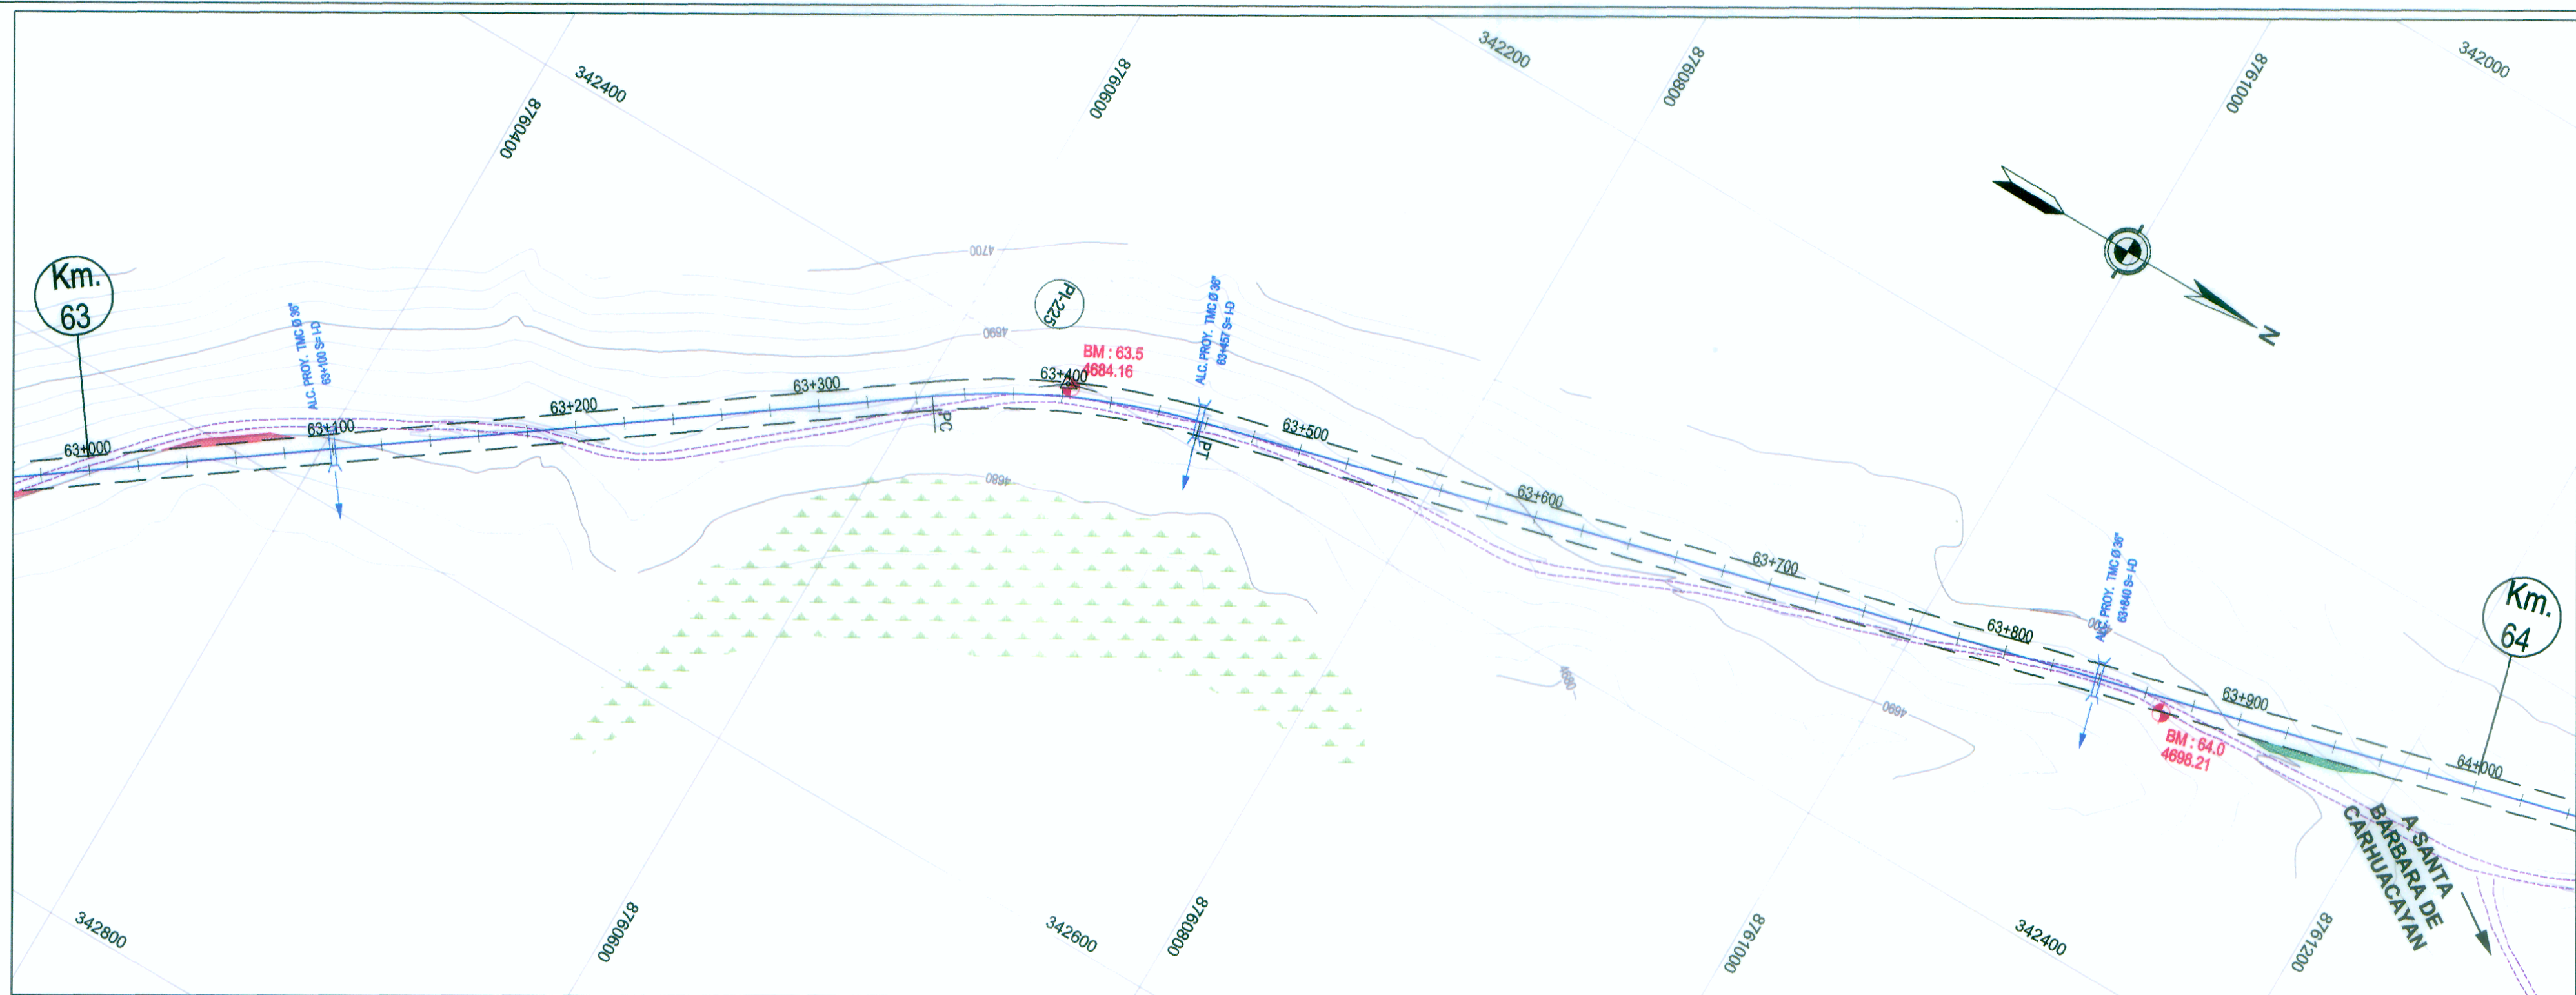 342400
8760400
8760600
342200
8760800
8761000
342000
Km.
63
ALC. PROY. TMC Ø 36"
63+100 S= I-D
4700
4690
PI-225
BM : 63.5
4684.16
ALC. PROY. TMC Ø 36"
63+457 S= I-D
N
63+000
63+100
63+200
63+300
63+400
PC
PT
63+500
63+600
63+700
63+800
63+900
64+000
4680
4680
4690
ALC. PROY. TMC Ø 36"
63+840 S= I-D
Km.
64
BM : 64.0
4698.21
A SANTA
BARBARA DE
CARHUACAYAN
342800
8760600
342600
8760800
8761000
342400
8761200